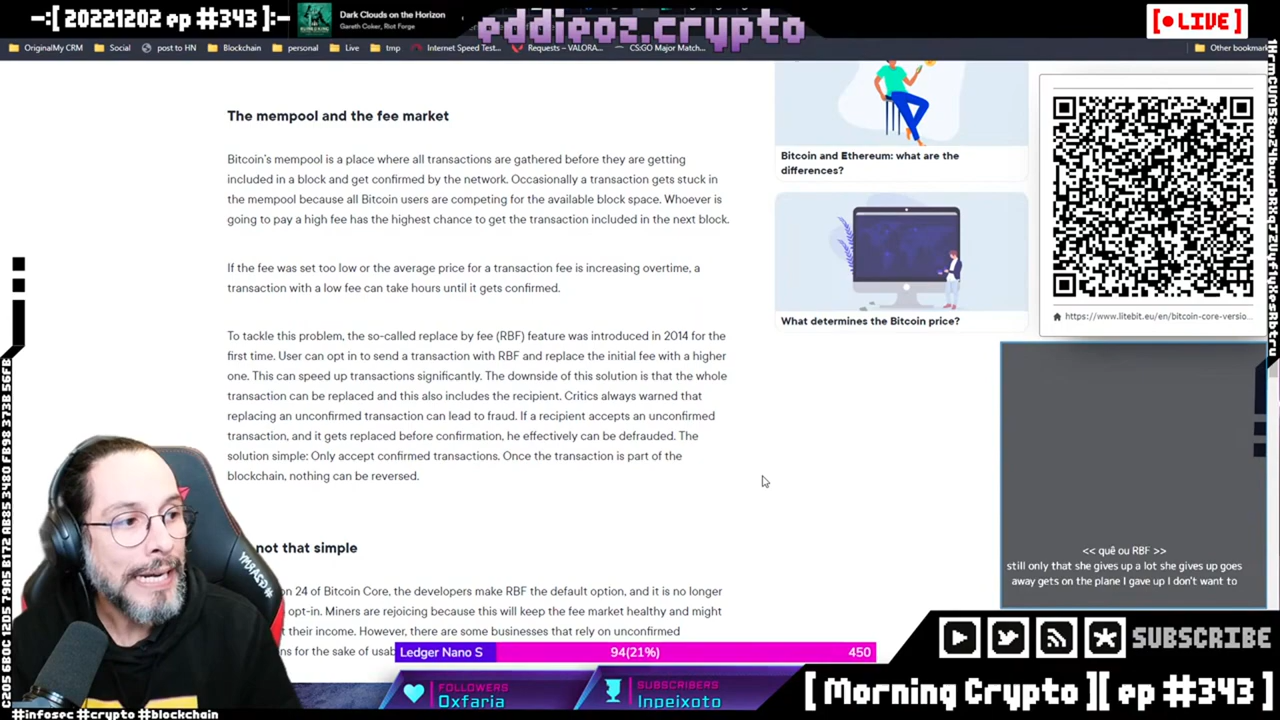 -:[ 20221202 ep #343 ]:-
Dark Clouds on the Horizon
Gareth Coker, Riot Forge
eddieoz.crypto
[ • LIVE ]
OriginalMy CRM
Social
post to HN
Blockchain
personal
Live
tmp
Internet Speed Test...
Requests – VALORA...
CS:GO Major Match...
Other bookmark
The mempool and the fee market
Bitcoin's mempool is a place where all transactions are gathered before they are getting
included in a block and get confirmed by the network. Occasionally a transaction gets stuck in
the mempool because all Bitcoin users are competing for the available block space. Whoever is
going to pay a high fee has the highest chance to get the transaction included in the next block.
If the fee was set too low or the average price for a transaction fee is increasing overtime, a
transaction with a low fee can take hours until it gets confirmed.
To tackle this problem, the so-called replace by fee (RBF) feature was introduced in 2014 for the
first time. User can opt in to send a transaction with RBF and replace the initial fee with a higher
one. This can speed up transactions significantly. The downside of this solution is that the whole
transaction can be replaced and this also includes the recipient. Critics always warned that
replacing an unconfirmed transaction can lead to fraud. If a recipient accepts an unconfirmed
transaction, and it gets replaced before confirmation, he effectively can be defrauded. The
solution simple: Only accept confirmed transactions. Once the transaction is part of the
blockchain, nothing can be reversed.
not that simple
on 24 of Bitcoin Core, the developers make RBF the default option, and it is no longer
opt-in. Miners are rejoicing because this will keep the fee market healthy and might
t their income. However, there are some businesses that rely on unconfirmed
ns for the sake of usab
Bitcoin and Ethereum: what are the
differences?
What determines the Bitcoin price?
https://www.litebit.eu/en/bitcoin-core-versio...
<< quê ou RBF >>
still only that she gives up a lot she gives up goes
away gets on the plane I gave up I don't want to
Ledger Nano S
94(21%)
450
FOLLOWERS
Oxfaria
SUBSCRIBERS
Inpeixoto
SUBSCRIBE
[ Morning Crypto ][ ep #343 ]
#infosec #crypto #blockchain